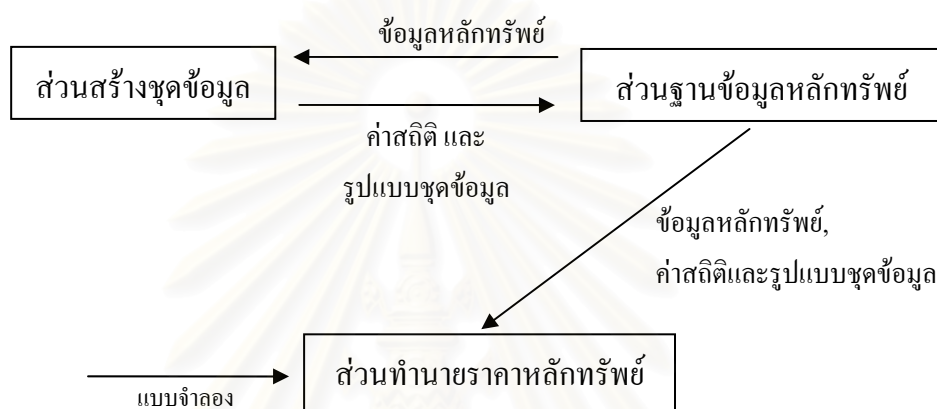 ข้อมูลหลักทรัพย์
ส่วนสร้างชุดข้อมูล
ส่วนฐานข้อมูลหลักทรัพย์
ค่าสถิติ และ
รูปแบบชุดข้อมูล
ข้อมูลหลักทรัพย์,
ค่าสถิติและรูปแบบชุดข้อมูล
ส่วนทำนายราคาหลักทรัพย์
แบบจำลอง